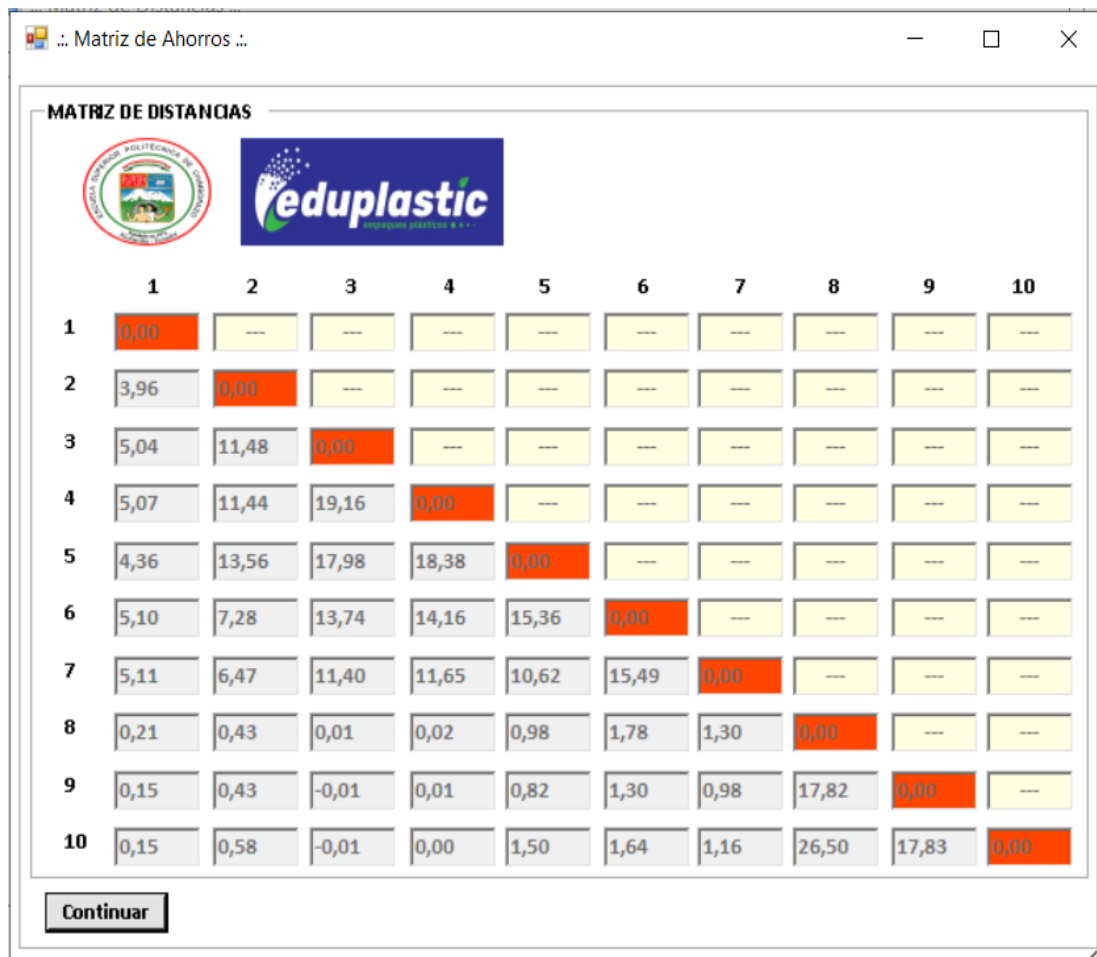 .:. Matriz de Ahorros .:.
MATRIZ DE DISTANCIAS
ESCUELA SUPERIOR POLITÉCNICA DE CHIMBORAZO
eduplastic
empaques plásticos
1 2 3 4 5 6 7 8 9 10
1 0,00 --- --- --- --- --- --- --- --- ---
2 3,96 0,00 --- --- --- --- --- --- --- ---
3 5,04 11,48 0,00 --- --- --- --- --- --- ---
4 5,07 11,44 19,16 0,00 --- --- --- --- --- ---
5 4,36 13,56 17,98 18,38 0,00 --- --- --- --- ---
6 5,10 7,28 13,74 14,16 15,36 0,00 --- --- --- ---
7 5,11 6,47 11,40 11,65 10,62 15,49 0,00 --- --- ---
8 0,21 0,43 0,01 0,02 0,98 1,78 1,30 0,00 --- ---
9 0,15 0,43 -0,01 0,01 0,82 1,30 0,98 17,82 0,00 ---
10 0,15 0,58 -0,01 0,00 1,50 1,64 1,16 26,50 17,83 0,00
Continuar